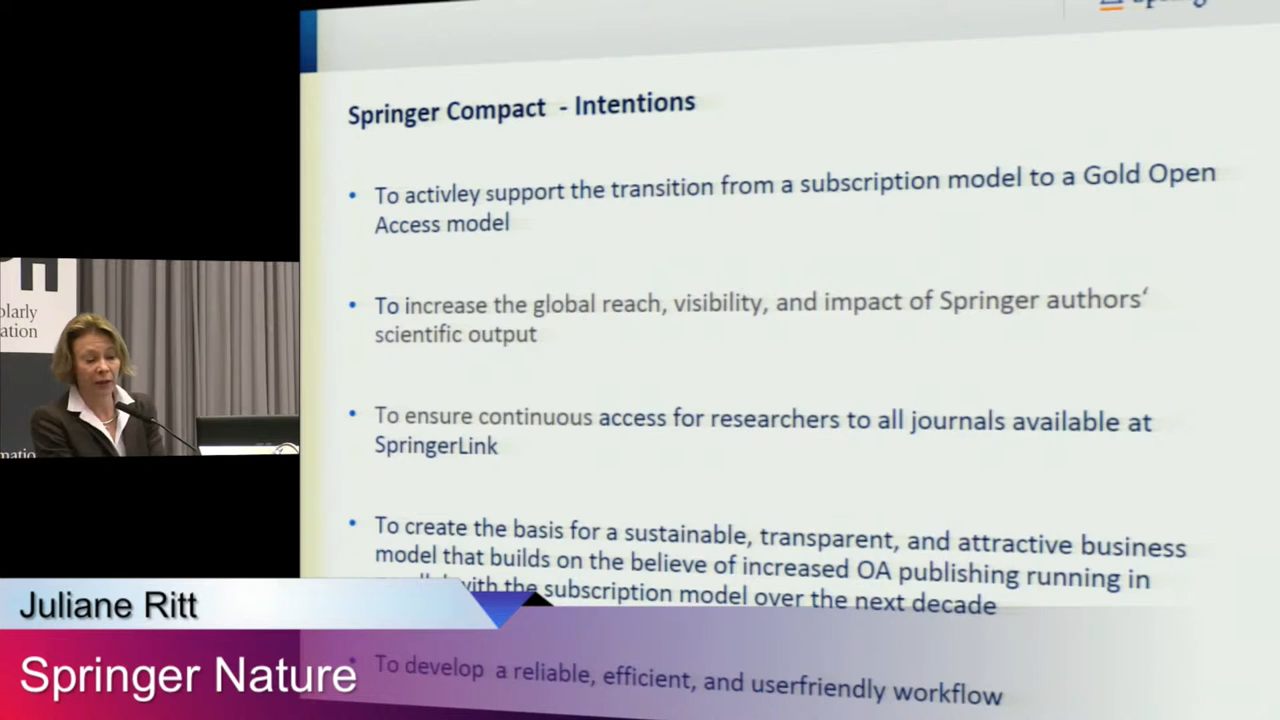 Springer Compact - Intentions
• To activley support the transition from a subscription model to a Gold Open
Access model
• To increase the global reach, visibility, and impact of Springer authors‘
scientific output
• To ensure continuous access for researchers to all journals available at
SpringerLink
• To create the basis for a sustainable, transparent, and attractive business
model that builds on the believe of increased OA publishing running in
with the subscription model over the next decade
• To develop a reliable, efficient, and userfriendly workflow
olarly
ation
matio
Juliane Ritt
Springer Nature